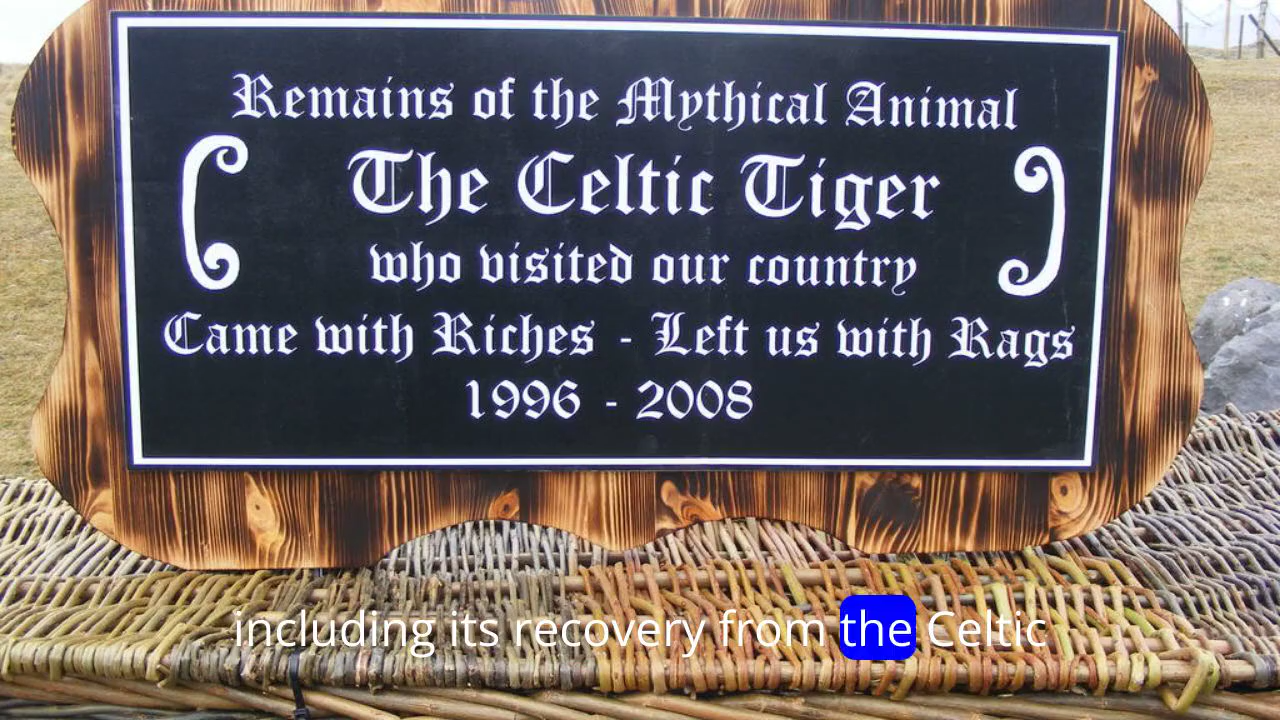 Remains of the Mythical Animal
The Celtic Tiger
who visited our country
Came with Riches - Left us with Rags
1996 - 2008
including its recovery from the Celtic